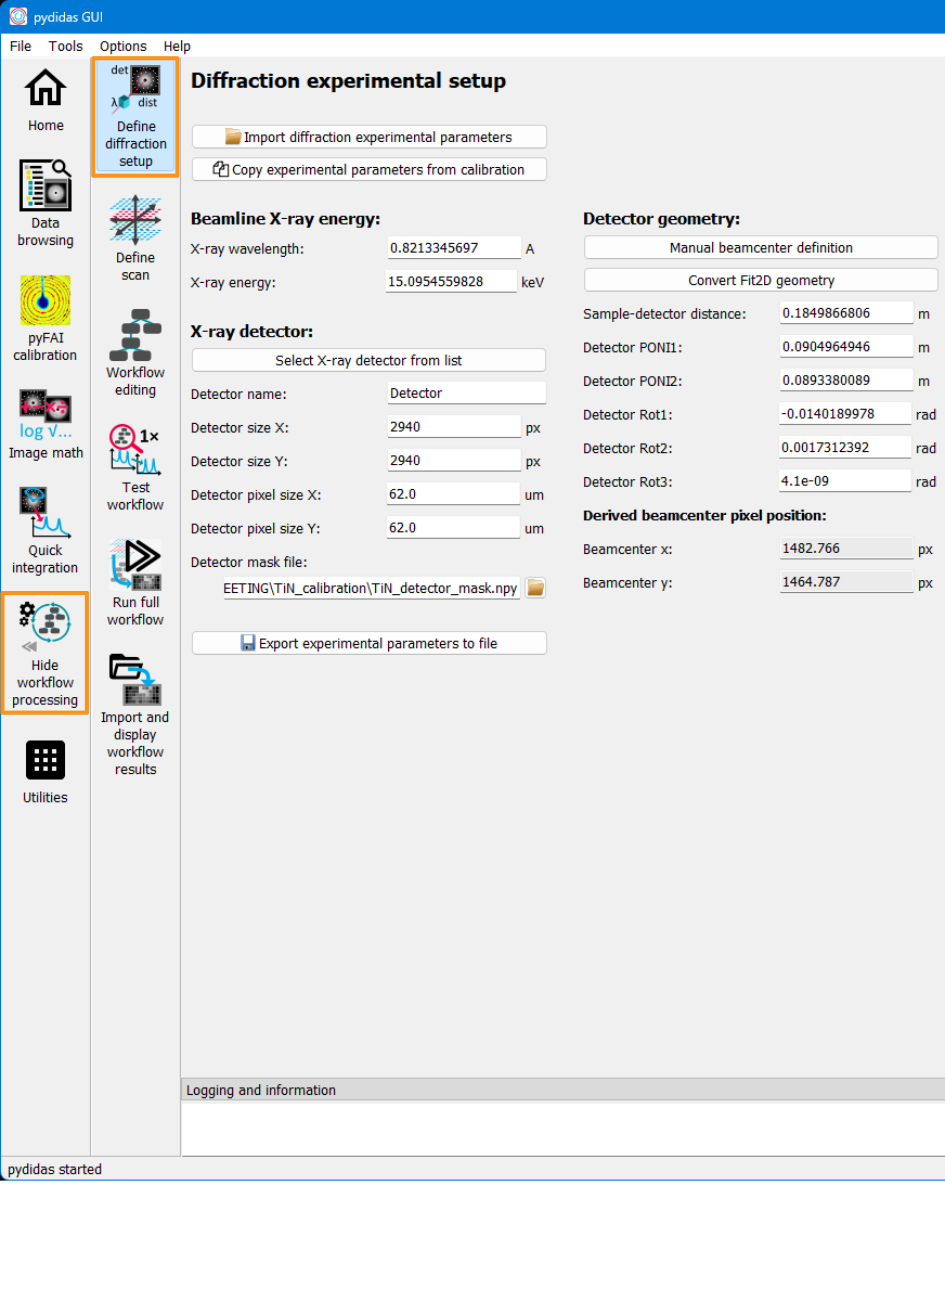 pydidas GUI
File Tools Options Help
Home
Data
browsing
pyFAI
calibration
log √...
Image math
Quick
integration
Hide
workflow
processing
Utilities
det
λ dist
Define
diffraction
setup
Define
scan
Workflow
editing
1×
Test
workflow
Run full
workflow
Import and
display
workflow
results
Diffraction experimental setup
Import diffraction experimental parameters
Copy experimental parameters from calibration
Beamline X-ray energy:
X-ray wavelength: 0.8213345697 A
X-ray energy: 15.0954559828 keV
X-ray detector:
Select X-ray detector from list
Detector name: Detector
Detector size X: 2940 px
Detector size Y: 2940 px
Detector pixel size X: 62.0 um
Detector pixel size Y: 62.0 um
Detector mask file:
EETING\TiN_calibration\TiN_detector_mask.npy
Export experimental parameters to file
Detector geometry:
Manual beamcenter definition
Convert Fit2D geometry
Sample-detector distance: 0.1849866806 m
Detector PONI1: 0.0904964946 m
Detector PONI2: 0.0893380089 m
Detector Rot1: -0.0140189978 rad
Detector Rot2: 0.0017312392 rad
Detector Rot3: 4.1e-09 rad
Derived beamcenter pixel position:
Beamcenter x: 1482.766 px
Beamcenter y: 1464.787 px
Logging and information
pydidas started